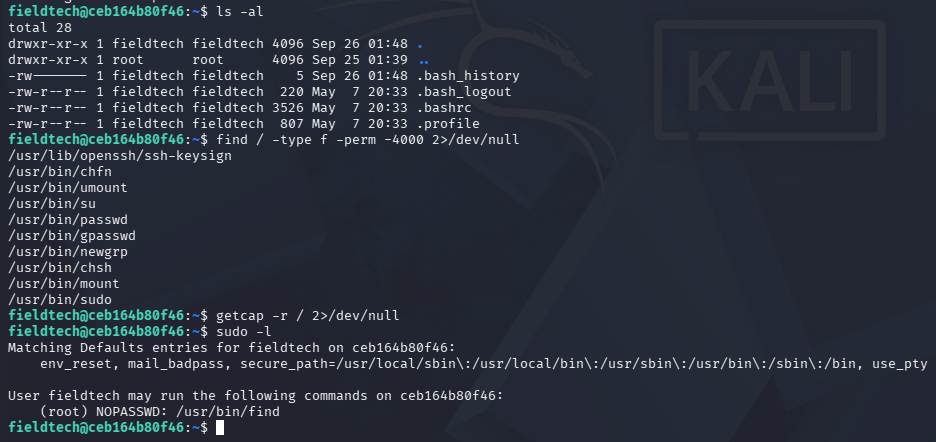 fieldtech@ceb164b80f46:~$ ls -al
total 28
drwxr-xr-x 1 fieldtech fieldtech 4096 Sep 26 01:48 .
drwxr-xr-x 1 root      root      4096 Sep 25 01:39 ..
-rw------- 1 fieldtech fieldtech    5 Sep 26 01:48 .bash_history
-rw-r--r-- 1 fieldtech fieldtech  220 May  7 20:33 .bash_logout
-rw-r--r-- 1 fieldtech fieldtech 3526 May  7 20:33 .bashrc
-rw-r--r-- 1 fieldtech fieldtech  807 May  7 20:33 .profile
fieldtech@ceb164b80f46:~$ find / -type f -perm -4000 2>/dev/null
/usr/lib/openssh/ssh-keysign
/usr/bin/chfn
/usr/bin/umount
/usr/bin/su
/usr/bin/passwd
/usr/bin/gpasswd
/usr/bin/newgrp
/usr/bin/chsh
/usr/bin/mount
/usr/bin/sudo
fieldtech@ceb164b80f46:~$ getcap -r / 2>/dev/null
fieldtech@ceb164b80f46:~$ sudo -l
Matching Defaults entries for fieldtech on ceb164b80f46:
    env_reset, mail_badpass, secure_path=/usr/local/sbin\:/usr/local/bin\:/usr/sbin\:/usr/bin\:/sbin\:/bin, use_pty

User fieldtech may run the following commands on ceb164b80f46:
    (root) NOPASSWD: /usr/bin/find
fieldtech@ceb164b80f46:~$
KALI